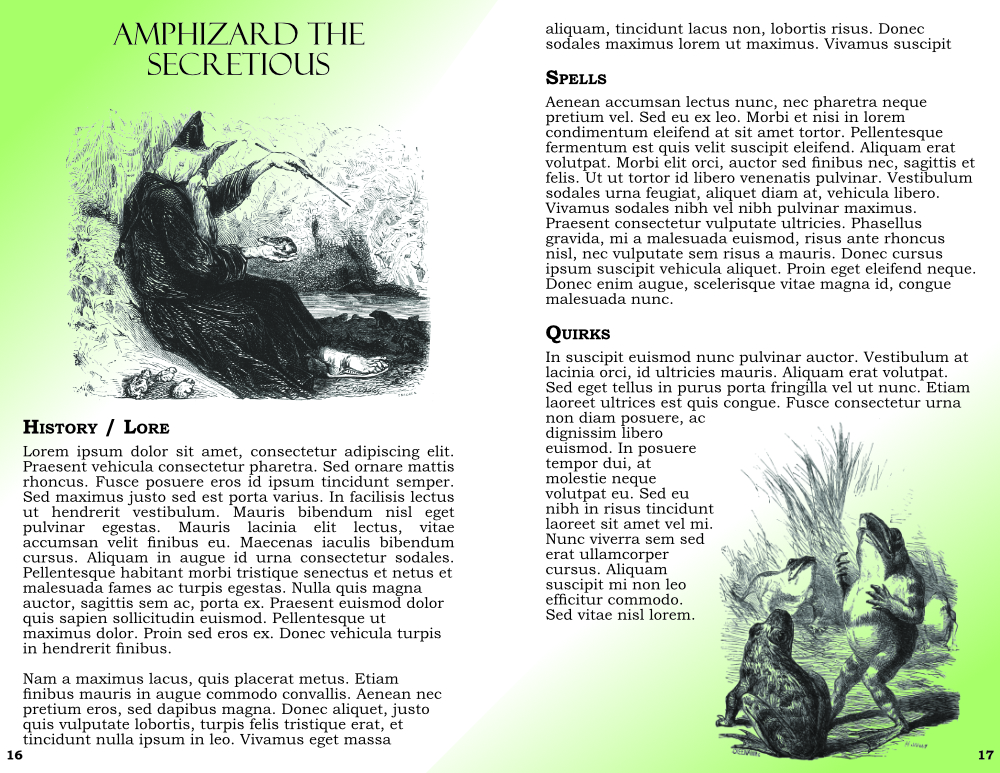 AMPHIZARD THE
SECRETIOUS
HISTORY / LORE
Lorem ipsum dolor sit amet, consectetur adipiscing elit.
Praesent vehicula consectetur pharetra. Sed ornare mattis
rhoncus. Fusce posuere eros id ipsum tincidunt semper.
Sed maximus justo sed est porta varius. In facilisis lectus
ut hendrerit vestibulum. Mauris bibendum nisl eget
pulvinar egestas. Mauris lacinia elit lectus, vitae
accumsan velit finibus eu. Maecenas iaculis bibendum
cursus. Aliquam in augue id urna consectetur sodales.
Pellentesque habitant morbi tristique senectus et netus et
malesuada fames ac turpis egestas. Nulla quis magna
auctor, sagittis sem ac, porta ex. Praesent euismod dolor
quis sapien sollicitudin euismod. Pellentesque ut
maximus dolor. Proin sed eros ex. Donec vehicula turpis
in hendrerit finibus.
Nam a maximus lacus, quis placerat metus. Etiam
finibus mauris in augue commodo convallis. Aenean nec
pretium eros, sed dapibus magna. Donec aliquet, justo
quis vulputate lobortis, turpis felis tristique erat, et
tincidunt nulla ipsum in leo. Vivamus eget massa
16
aliquam, tincidunt lacus non, lobortis risus. Donec
sodales maximus lorem ut maximus. Vivamus suscipit
SPELLS
Aenean accumsan lectus nunc, nec pharetra neque
pretium vel. Sed eu ex leo. Morbi et nisi in lorem
condimentum eleifend at sit amet tortor. Pellentesque
fermentum est quis velit suscipit eleifend. Aliquam erat
volutpat. Morbi elit orci, auctor sed finibus nec, sagittis et
felis. Ut ut tortor id libero venenatis pulvinar. Vestibulum
sodales urna feugiat, aliquet diam at, vehicula libero.
Vivamus sodales nibh vel nibh pulvinar maximus.
Praesent consectetur vulputate ultricies. Phasellus
gravida, mi a malesuada euismod, risus ante rhoncus
nisl, nec vulputate sem risus a mauris. Donec cursus
ipsum suscipit vehicula aliquet. Proin eget eleifend neque.
Donec enim augue, scelerisque vitae magna id, congue
malesuada nunc.
QUIRKS
In suscipit euismod nunc pulvinar auctor. Vestibulum at
lacinia orci, id ultricies mauris. Aliquam erat volutpat.
Sed eget tellus in purus porta fringilla vel ut nunc. Etiam
laoreet ultrices est quis congue. Fusce consectetur urna
non diam posuere, ac
dignissim libero
euismod. In posuere
tempor dui, at
molestie neque
volutpat eu. Sed eu
nibh in risus tincidunt
laoreet sit amet vel mi.
Nunc viverra sem sed
erat ullamcorper
cursus. Aliquam
suscipit mi non leo
efficitur commodo.
Sed vitae nisl lorem.
17